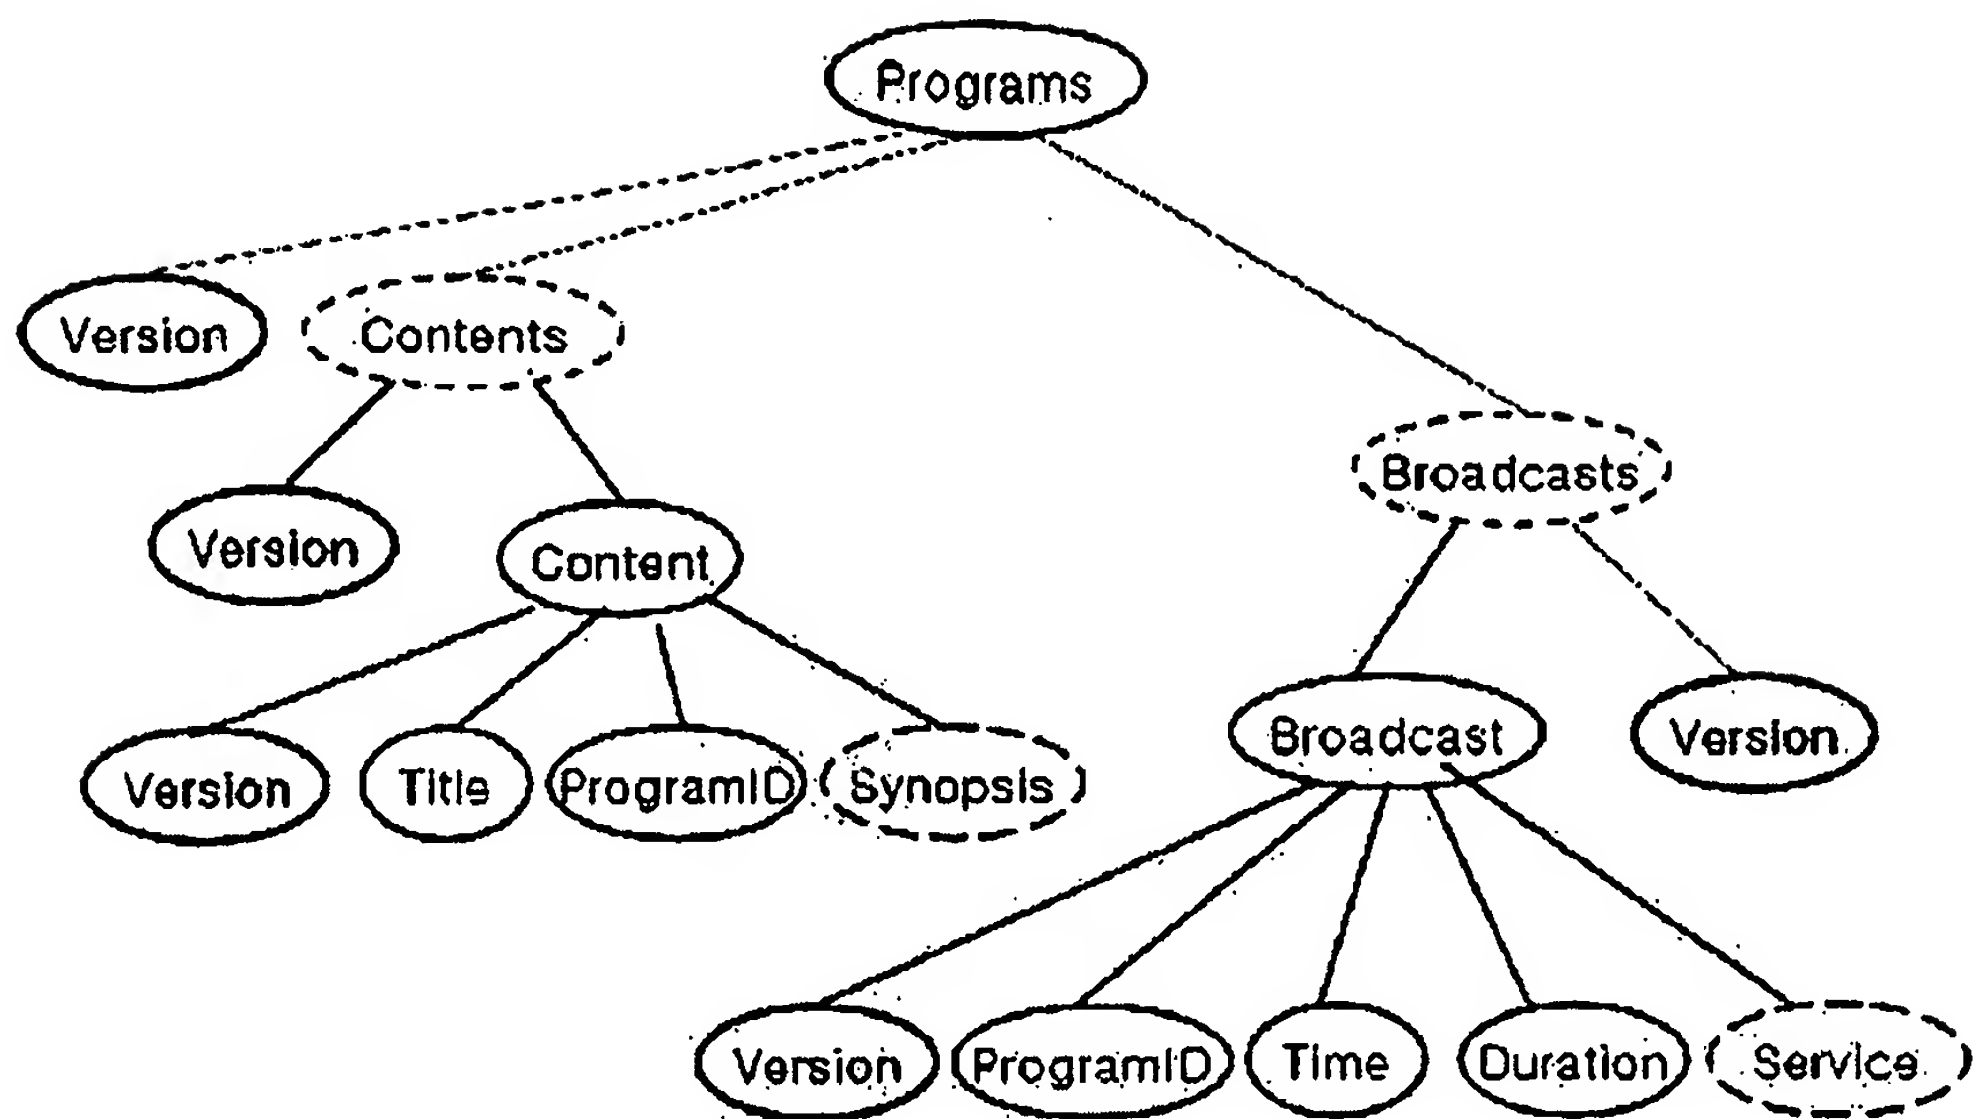 Programs
Version
Contents
Broadcasts
Version
Content
Broadcast
Version
Version
Title
ProgramID
Synopsis
Version
ProgramID
Time
Duration
Service